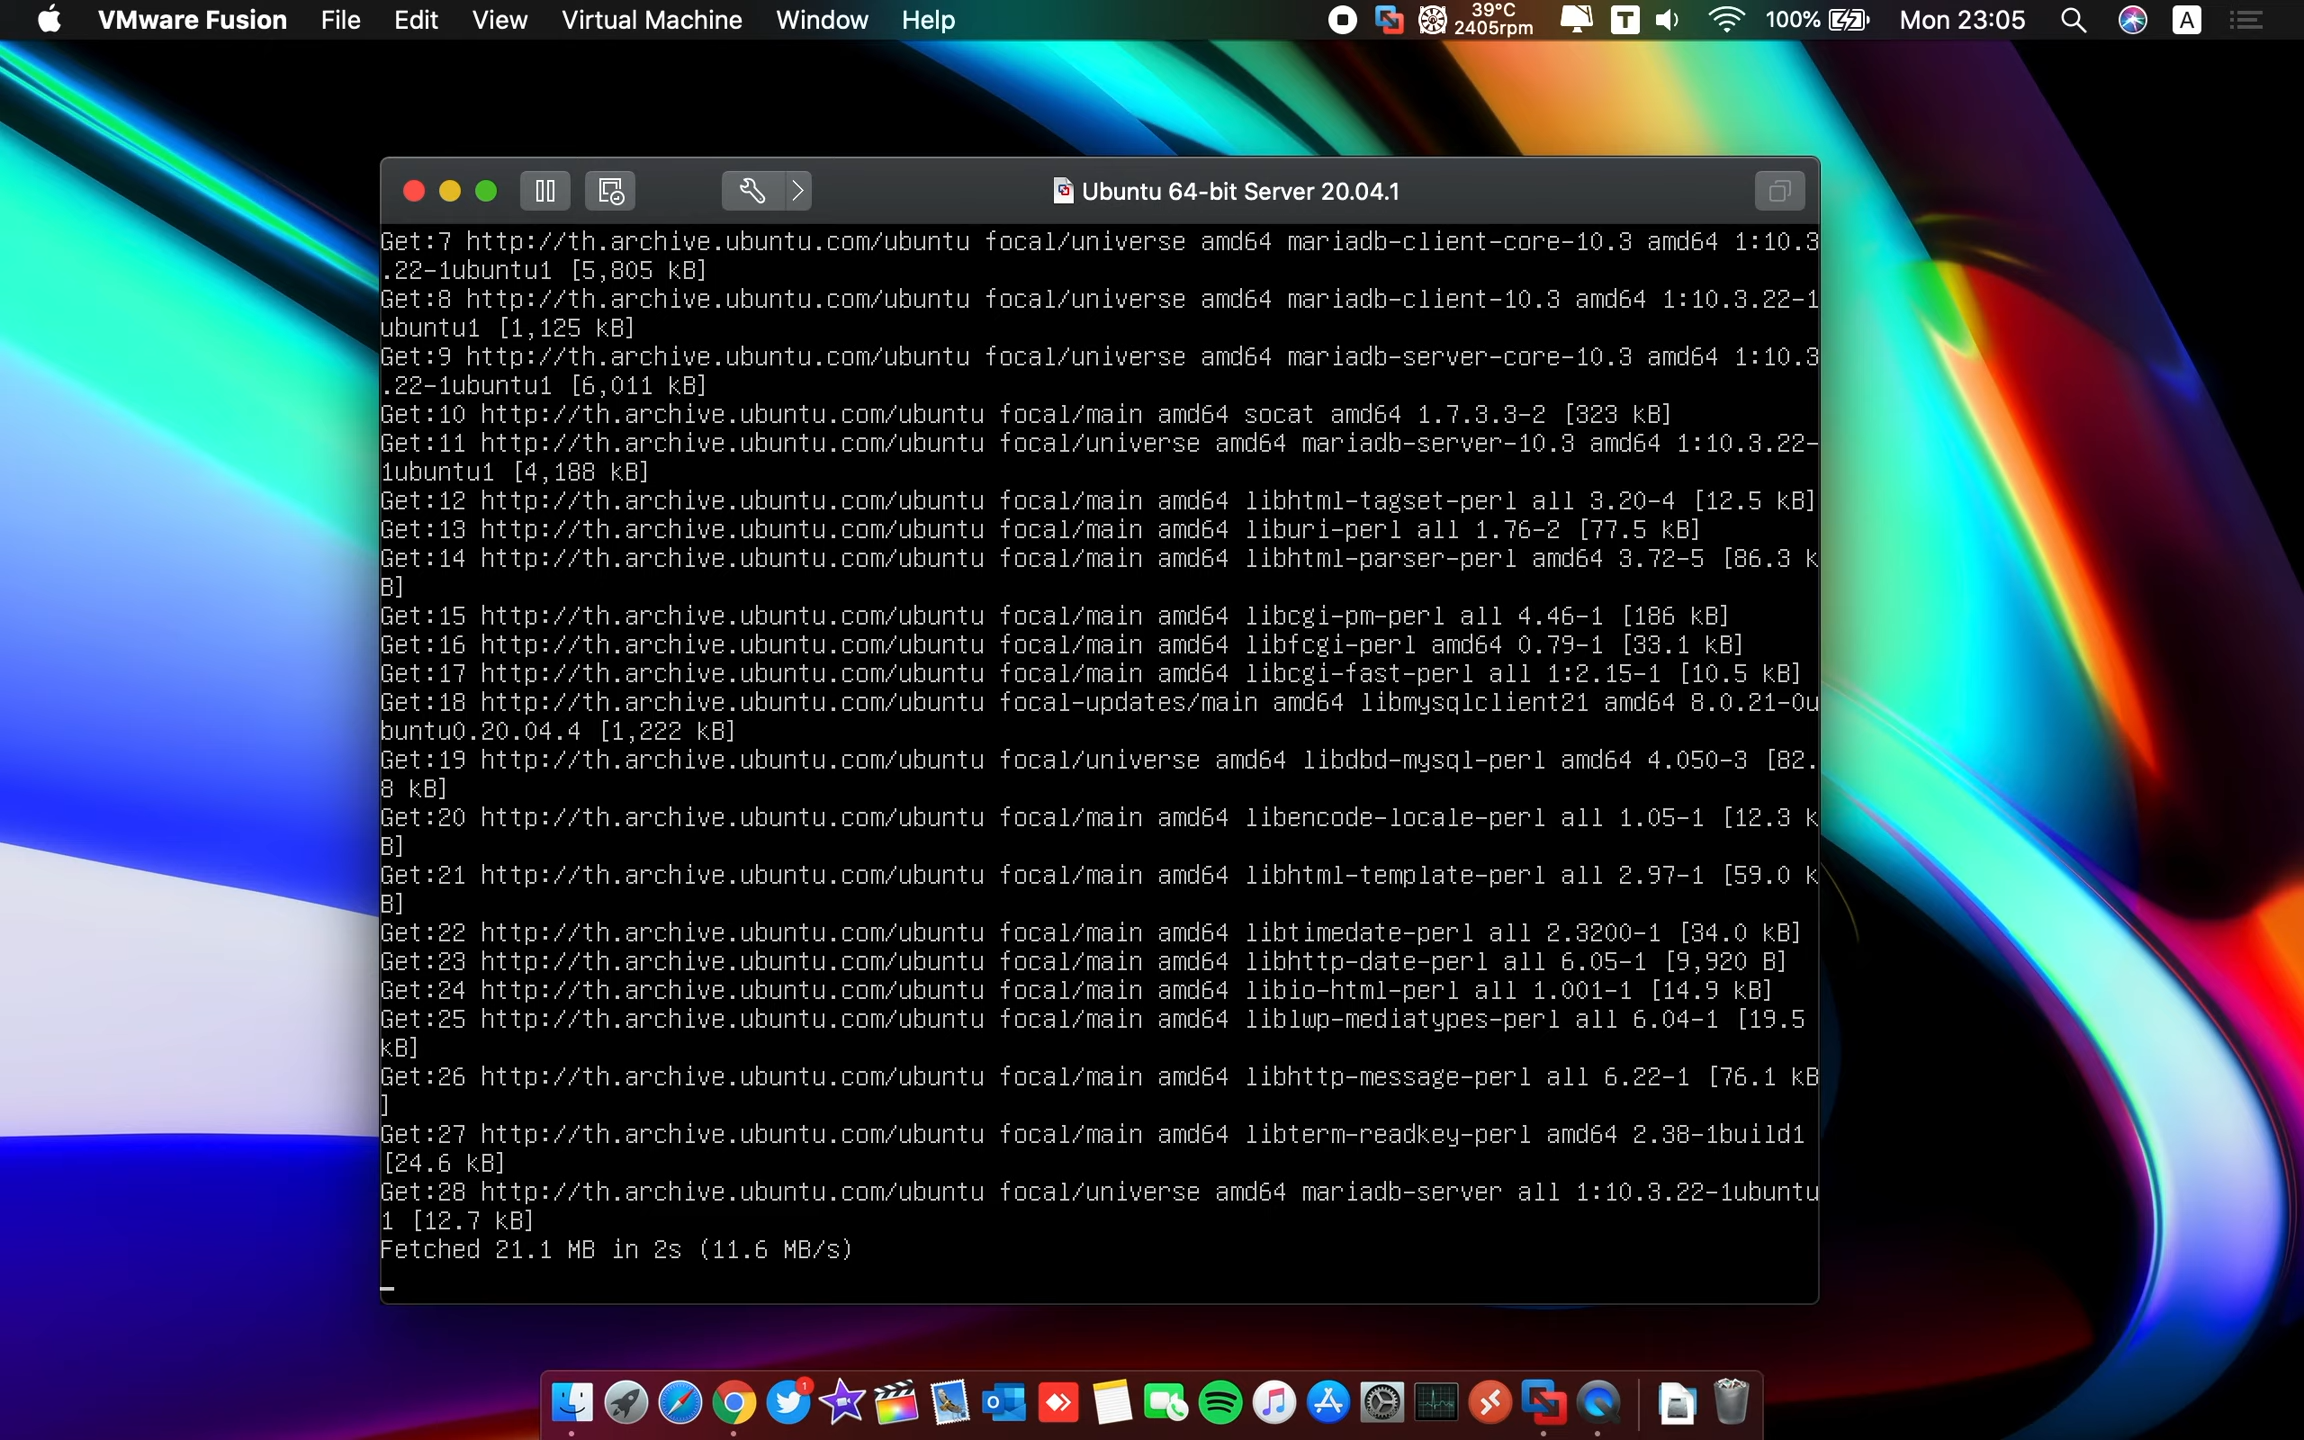 VMware Fusion File Edit View Virtual Machine Window Help 39°C 2405rpm T 100% Mon 23:05 A
Ubuntu 64-bit Server 20.04.1
Get:7 http://th.archive.ubuntu.com/ubuntu focal/universe amd64 mariadb-client-core-10.3 amd64 1:10.3
.22-1ubuntu1 [5,805 kB]
Get:8 http://th.archive.ubuntu.com/ubuntu focal/universe amd64 mariadb-client-10.3 amd64 1:10.3.22-1
ubuntu1 [1,125 kB]
Get:9 http://th.archive.ubuntu.com/ubuntu focal/universe amd64 mariadb-server-core-10.3 amd64 1:10.3
.22-1ubuntu1 [6,011 kB]
Get:10 http://th.archive.ubuntu.com/ubuntu focal/main amd64 socat amd64 1.7.3.3-2 [323 kB]
Get:11 http://th.archive.ubuntu.com/ubuntu focal/universe amd64 mariadb-server-10.3 amd64 1:10.3.22-
1ubuntu1 [4,188 kB]
Get:12 http://th.archive.ubuntu.com/ubuntu focal/main amd64 libhtml-tagset-perl all 3.20-4 [12.5 kB]
Get:13 http://th.archive.ubuntu.com/ubuntu focal/main amd64 liburi-perl all 1.76-2 [77.5 kB]
Get:14 http://th.archive.ubuntu.com/ubuntu focal/main amd64 libhtml-parser-perl amd64 3.72-5 [86.3 k
B]
Get:15 http://th.archive.ubuntu.com/ubuntu focal/main amd64 libcgi-pm-perl all 4.46-1 [186 kB]
Get:16 http://th.archive.ubuntu.com/ubuntu focal/main amd64 libfcgi-perl amd64 0.79-1 [33.1 kB]
Get:17 http://th.archive.ubuntu.com/ubuntu focal/main amd64 libcgi-fast-perl all 1:2.15-1 [10.5 kB]
Get:18 http://th.archive.ubuntu.com/ubuntu focal-updates/main amd64 libmysqlclient21 amd64 8.0.21-0u
buntu0.20.04.4 [1,222 kB]
Get:19 http://th.archive.ubuntu.com/ubuntu focal/universe amd64 libdbd-mysql-perl amd64 4.050-3 [82.
8 kB]
Get:20 http://th.archive.ubuntu.com/ubuntu focal/main amd64 libencode-locale-perl all 1.05-1 [12.3 k
B]
Get:21 http://th.archive.ubuntu.com/ubuntu focal/main amd64 libhtml-template-perl all 2.97-1 [59.0 k
B]
Get:22 http://th.archive.ubuntu.com/ubuntu focal/main amd64 libtimedate-perl all 2.3200-1 [34.0 kB]
Get:23 http://th.archive.ubuntu.com/ubuntu focal/main amd64 libhttp-date-perl all 6.05-1 [9,920 B]
Get:24 http://th.archive.ubuntu.com/ubuntu focal/main amd64 libio-html-perl all 1.001-1 [14.9 kB]
Get:25 http://th.archive.ubuntu.com/ubuntu focal/main amd64 liblwp-mediatypes-perl all 6.04-1 [19.5
kB]
Get:26 http://th.archive.ubuntu.com/ubuntu focal/main amd64 libhttp-message-perl all 6.22-1 [76.1 kB
]
Get:27 http://th.archive.ubuntu.com/ubuntu focal/main amd64 libterm-readkey-perl amd64 2.38-1build1
[24.6 kB]
Get:28 http://th.archive.ubuntu.com/ubuntu focal/universe amd64 mariadb-server all 1:10.3.22-1ubuntu
1 [12.7 kB]
Fetched 21.1 MB in 2s (11.6 MB/s)
1